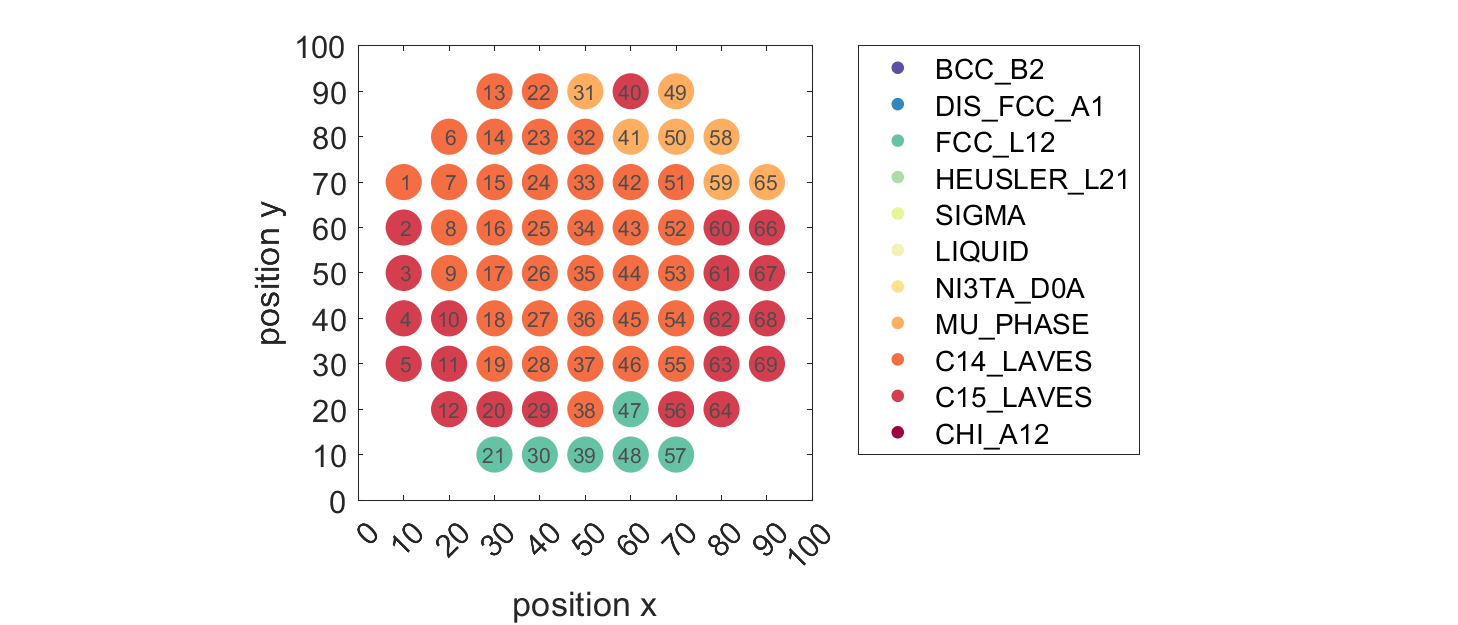 100
90
80
70
60
50
40
30
20
10
0
position y
13 22 31 40 49
6 14 23 32 41 50 58
1 7 15 24 33 42 51 59 65
2 8 16 25 34 43 52 60 66
3 9 17 26 35 44 53 61 67
4 10 18 27 36 45 54 62 68
5 11 19 28 37 46 55 63 69
12 20 29 38 47 56 64
21 30 39 48 57
0 10 20 30 40 50 60 70 80 90 100
position x
BCC_B2
DIS_FCC_A1
FCC_L12
HEUSLER_L21
SIGMA
LIQUID
NI3TA_D0A
MU_PHASE
C14_LAVES
C15_LAVES
CHI_A12